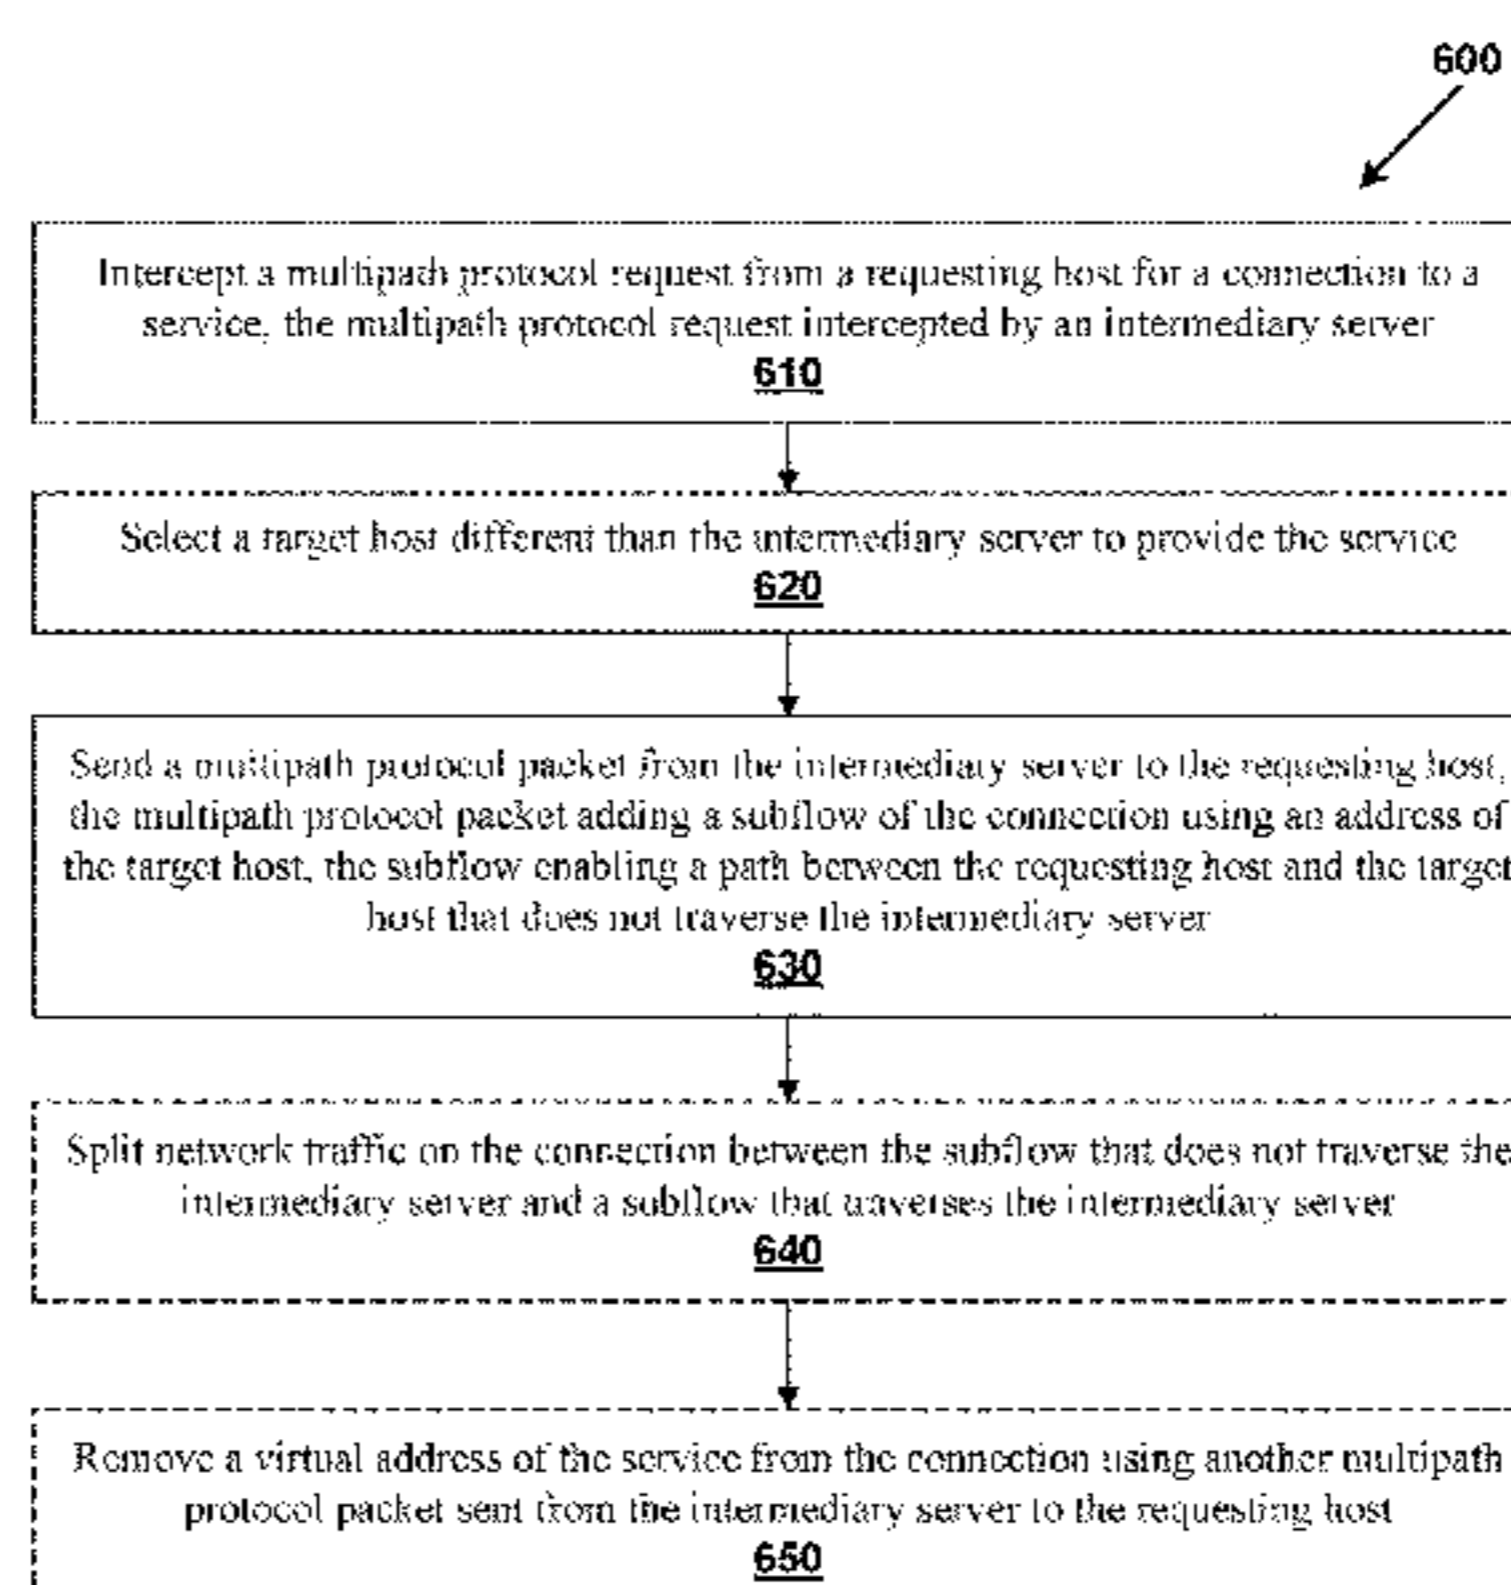 600
Intercept a multipath protocol request from a requesting host for a connection to a
service, the multipath protocol request intercepted by an intermediary server
610
Select a target host different than the intermediary server to provide the service
620
Send a multipath protocol packet from the intermediary server to the requesting host,
the multipath protocol packet adding a subflow of the connection using an address of
the target host, the subflow enabling a path between the requesting host and the target
host that does not traverse the intermediary server
630
Split network traffic on the connection between the subflow that does not traverse the
intermediary server and a subflow that traverses the intermediary server
640
Remove a virtual address of the service from the connection using another multipath
protocol packet sent from the intermediary server to the requesting host
650